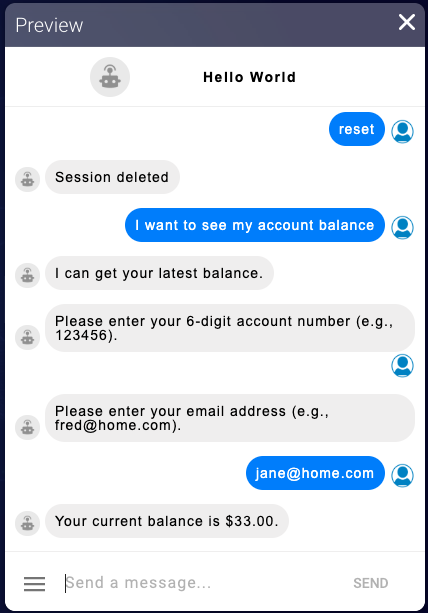 Preview
Hello World
reset
Session deleted
I want to see my account balance
I can get your latest balance.
Please enter your 6-digit account number (e.g.,
123456).
Please enter your email address (e.g.,
fred@home.com).
jane@home.com
Your current balance is $33.00.
Send a message...
SEND